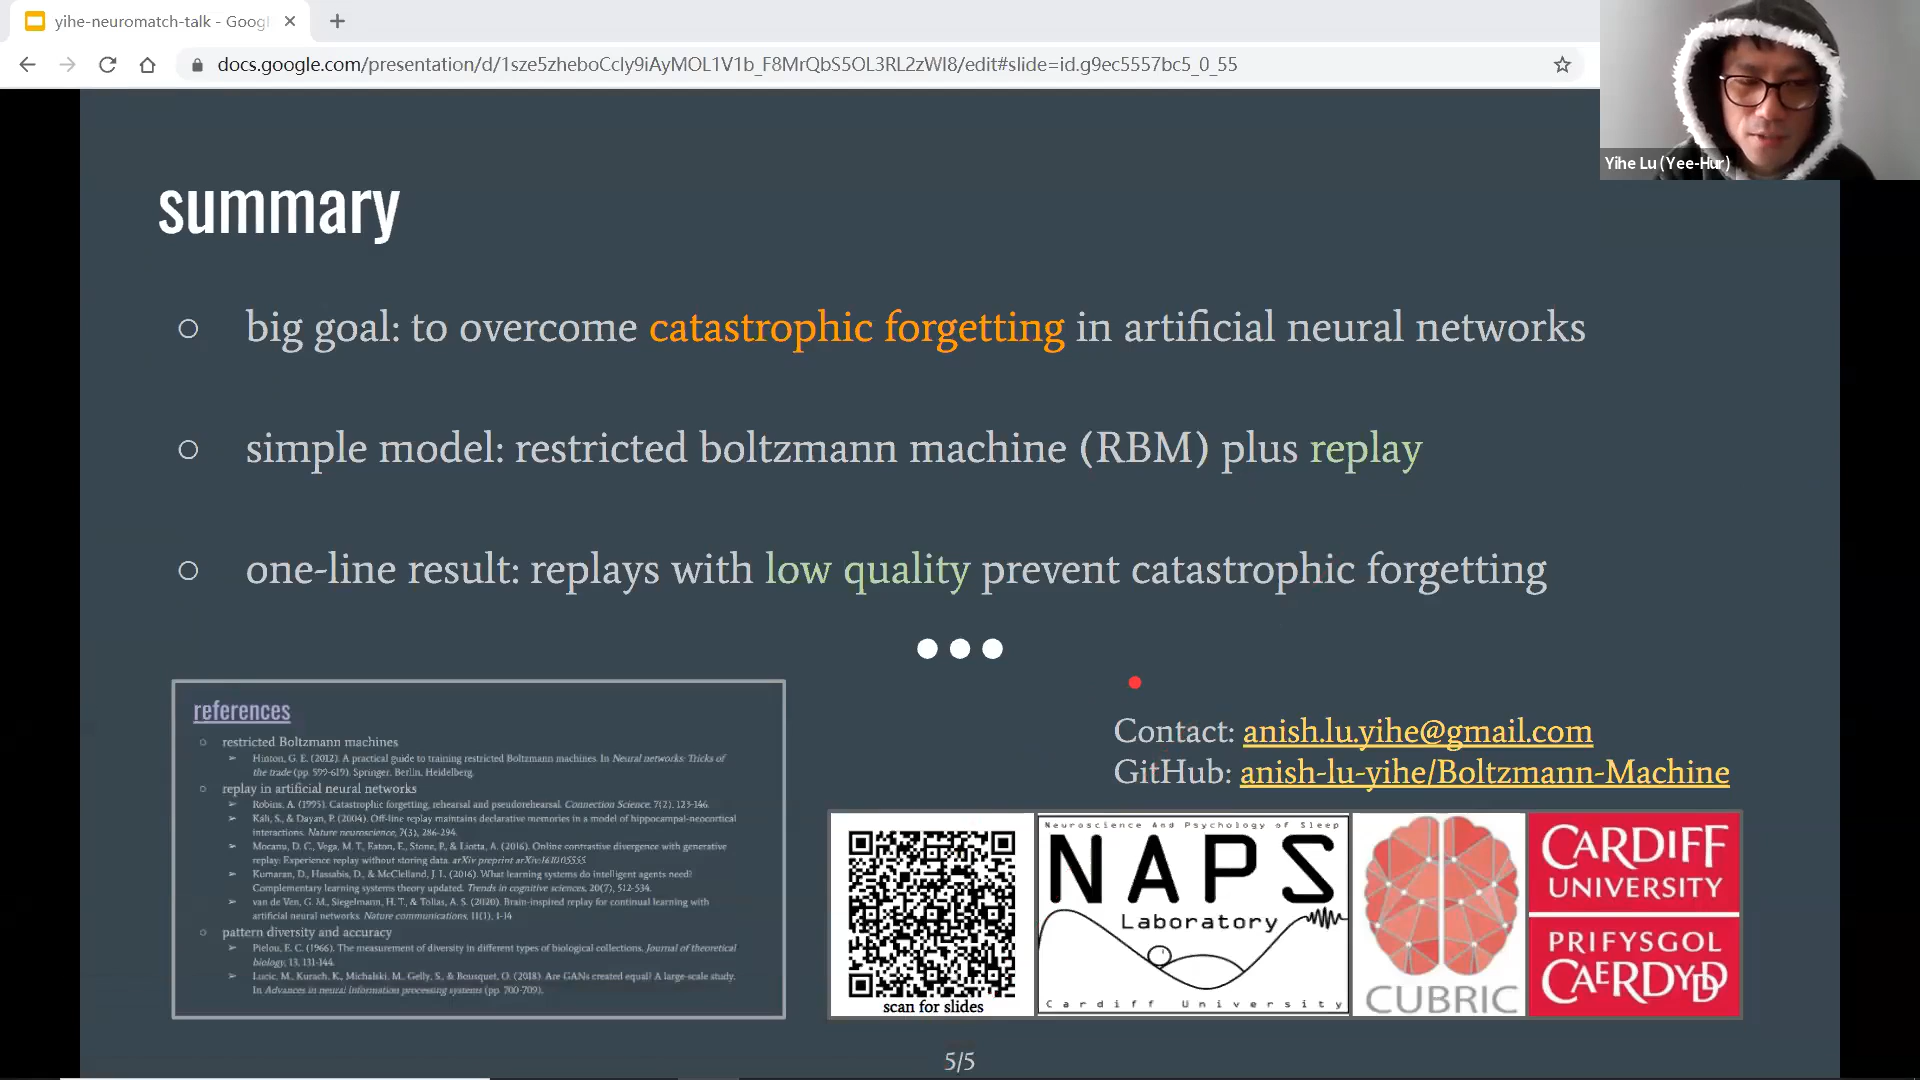 yihe-neuromatch-talk - Googl
docs.google.com/presentation/d/1sze5zheboCcly9iAyMOL1V1b_F8MrQbS5OL3RL2zWI8/edit#slide=id.g9ec5557bc5_0_55
Yihe Lu (Yee-Hur)
summary
big goal: to overcome catastrophic forgetting in artificial neural networks
simple model: restricted boltzmann machine (RBM) plus replay
one-line result: replays with low quality prevent catastrophic forgetting
references
restricted Boltzmann machines
Hinton, G. E. (2012). A practical guide to training restricted Boltzmann machines. In Neural networks: Tricks of
the trade (pp. 599-619). Springer, Berlin, Heidelberg.
replay in artificial neural networks
Robins, A. (1995). Catastrophic forgetting, rehearsal and pseudorehearsal. Connection Science, 7(2), 123-146.
Káli, S., & Dayan, P. (2004). Off-line replay maintains declarative memories in a model of hippocampal-neocortical
interactions. Nature neuroscience, 7(3), 286-294.
Mocanu, D. C., Vega, M. T., Eaton, E., Stone, P., & Liotta, A. (2016). Online contrastive divergence with generative
replay: Experience replay without storing data. arXiv preprint arXiv:1610.05555.
Kumaran, D., Hassabis, D., & McClelland, J. L. (2016). What learning systems do intelligent agents need?
Complementary learning systems theory updated. Trends in cognitive sciences, 20(7), 512-534.
van de Ven, G. M., Siegelmann, H. T., & Tolias, A. S. (2020). Brain-inspired replay for continual learning with
artificial neural networks. Nature communications, 11(1), 1-14
pattern diversity and accuracy
Pielou, E. C. (1966). The measurement of diversity in different types of biological collections. Journal of theoretical
biology, 13, 131-144.
Lucic, M., Kurach, K., Michalski, M., Gelly, S., & Bousquet, O. (2018). Are GANs created equal? A large-scale study.
In Advances in neural information processing systems (pp. 700-709).
Contact: anish.lu.yihe@gmail.com
GitHub: anish-lu-yihe/Boltzmann-Machine
scan for slides
Neuroscience And Psychology of Sleep
NAPS
Laboratory
Cardiff University
CUBRIC
CARDIFF
UNIVERSITY
PRIFYSGOL
CAERDYDD
5/5